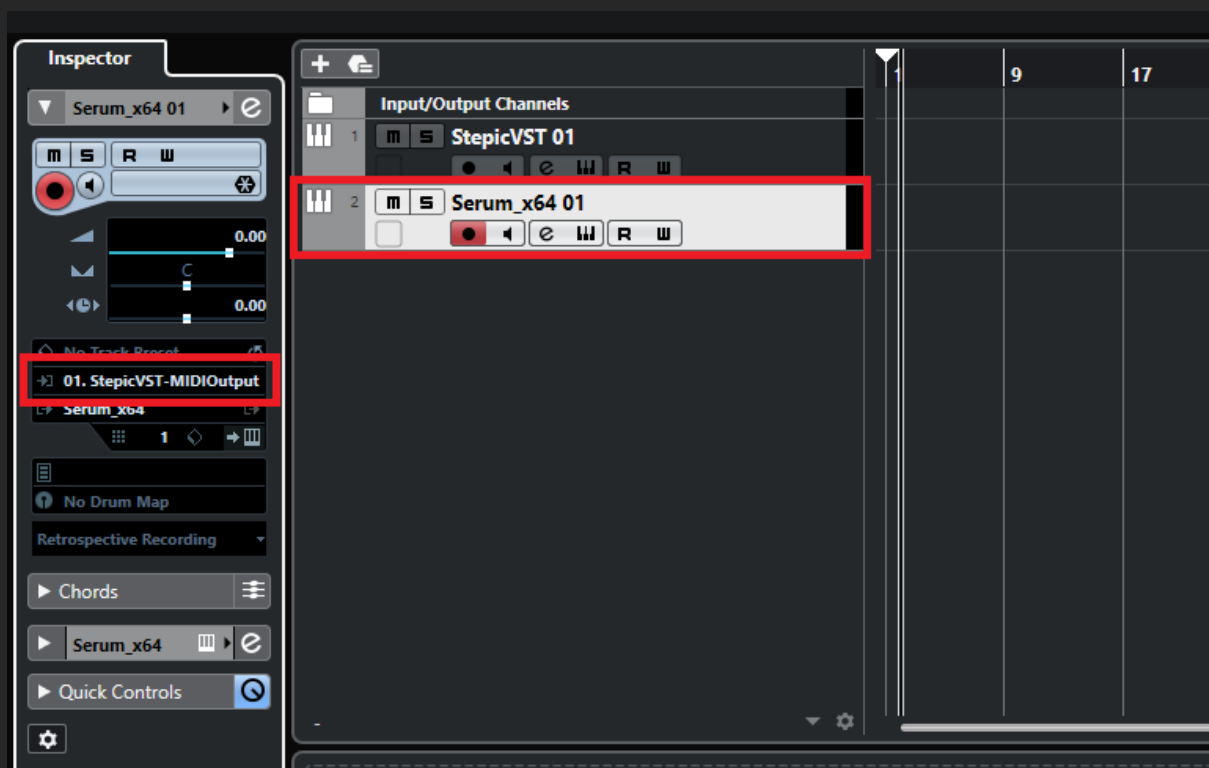 Inspector
Serum_x64 01
m S R W
0.00
C
0.00
No Track Preset
01. StepicVST-MIDIOutput
Serum_x64
1
No Drum Map
Retrospective Recording
Chords
Serum_x64
Quick Controls
Input/Output Channels
1 m S StepicVST 01
e R W
2 m S Serum_x64 01
e R W
1 9 17